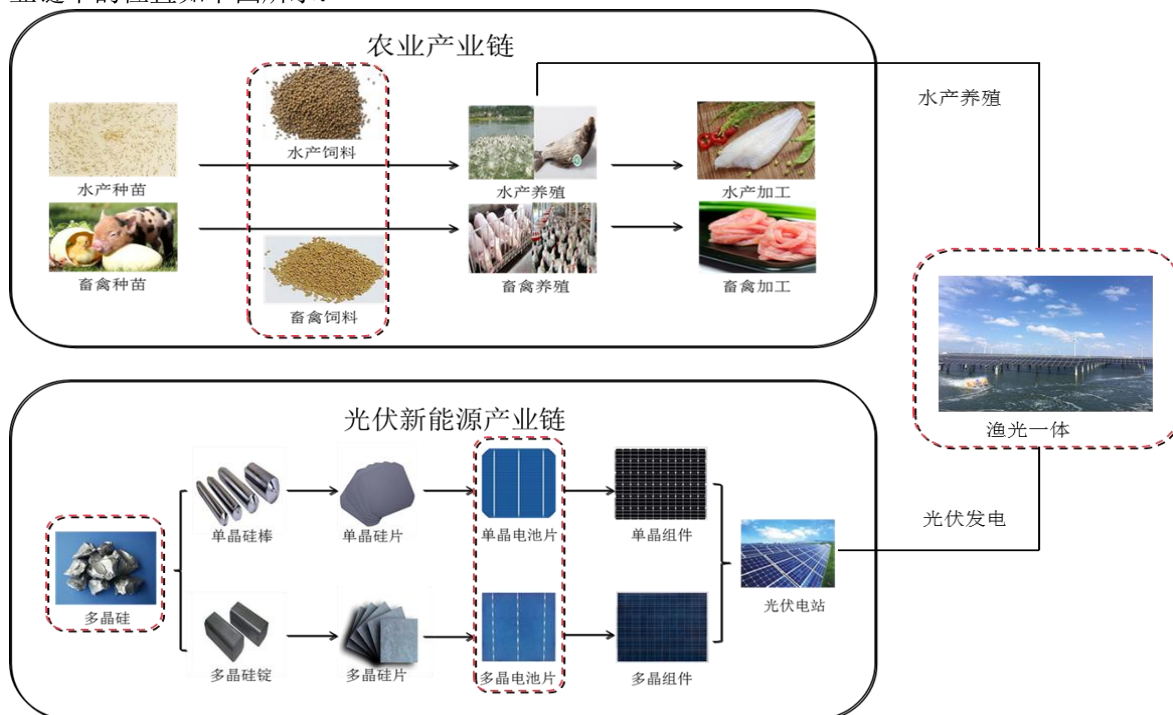 农业产业链
水产种苗
水产饲料
水产养殖
水产加工
畜禽种苗
畜禽饲料
畜禽养殖
畜禽加工
水产养殖
渔光一体
光伏发电
光伏新能源产业链
多晶硅
单晶硅棒
单晶硅片
单晶电池片
单晶组件
多晶硅锭
多晶硅片
多晶电池片
多晶组件
光伏电站